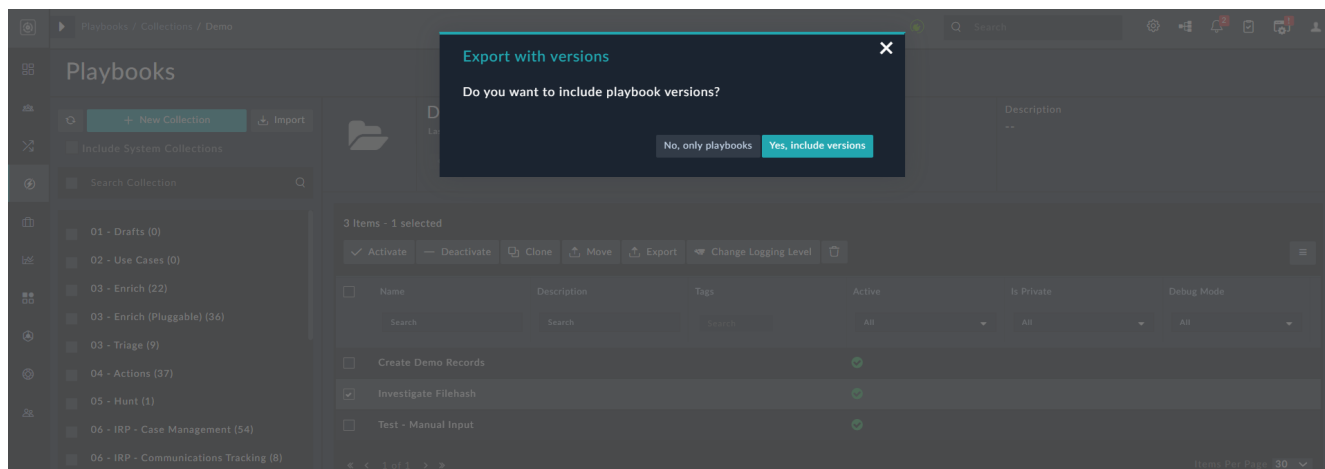 Playbooks / Collections / Demo
Search
2
Playbooks
+ New Collection
Import
Include System Collections
Search Collection
01 - Drafts (0)
02 - Use Cases (0)
03 - Enrich (22)
03 - Enrich (Pluggable) (36)
03 - Triage (9)
04 - Actions (37)
05 - Hunt (1)
06 - IRP - Case Management (54)
06 - IRP - Communications Tracking (8)
Export with versions
Do you want to include playbook versions?
No, only playbooks
Yes, include versions
Description
--
3 Items - 1 selected
Activate
Deactivate
Clone
Move
Export
Change Logging Level
Name Description Tags Active Is Private Debug Mode
Search Search Search All All All
Create Demo Records
Investigate Filehash
Test - Manual Input
1 of 1
Items Per Page 30